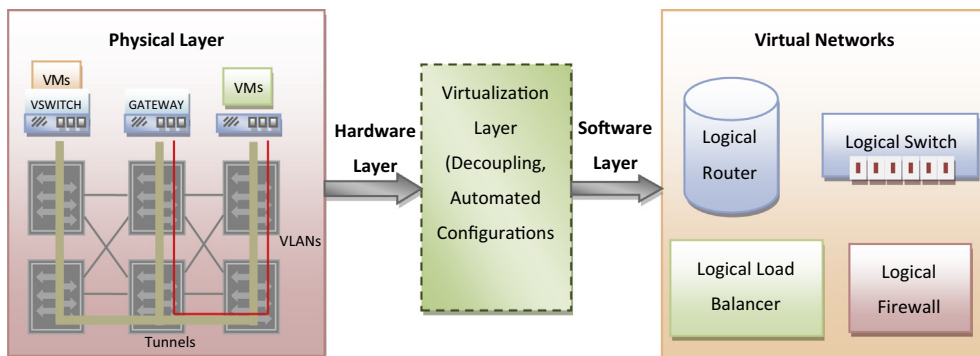 Physical Layer
VMs
VSWITCH
GATEWAY
VMs
VLANs
Tunnels
Hardware
Layer
Virtualization
Layer
(Decoupling,
Automated
Configurations
Software
Layer
Virtual Networks
Logical
Router
Logical Switch
Logical Load
Balancer
Logical
Firewall